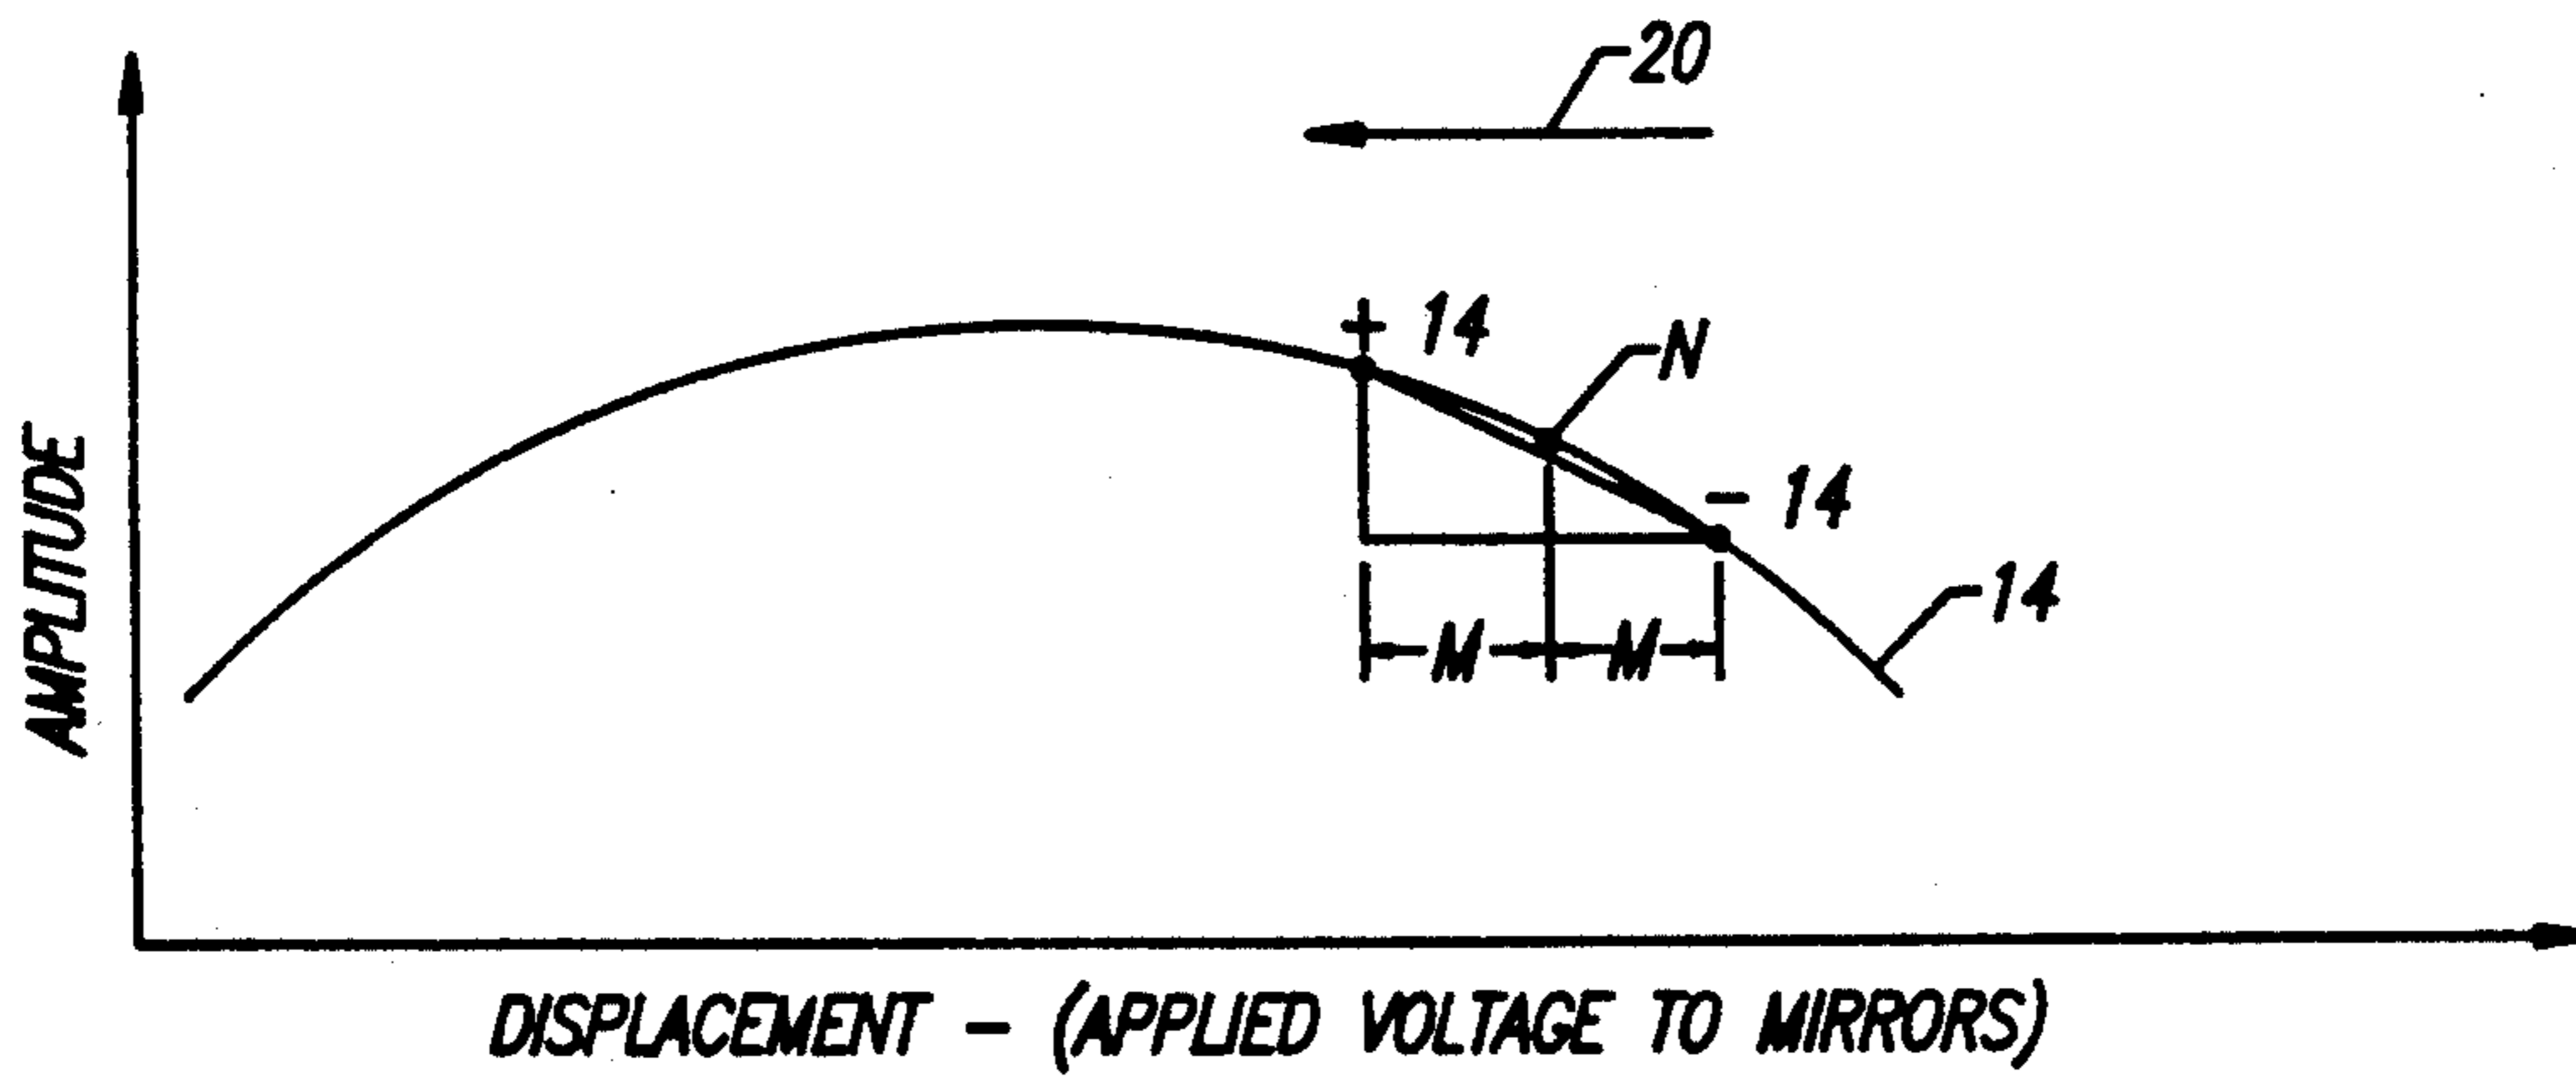 20
+ 14
N
- 14
14
M M
AMPLITUDE
DISPLACEMENT - (APPLIED VOLTAGE TO MIRRORS)